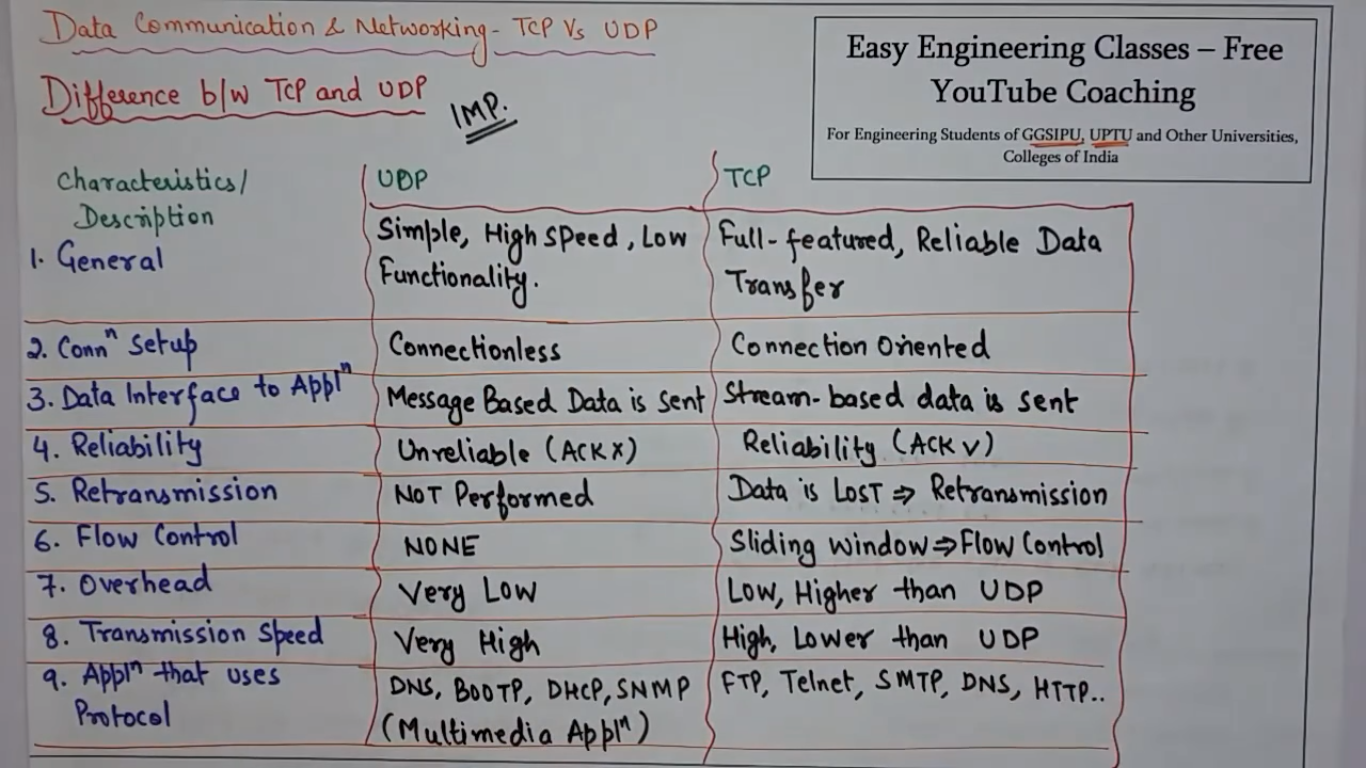 Data Communication & Networking - TCP Vs UDP
Difference b/w TCP and UDP
IMP.
Easy Engineering Classes – Free
YouTube Coaching
For Engineering Students of GGSIPU, UPTU and Other Universities,
Colleges of India
Characteristics/
Description
UDP
TCP
1. General
Simple, High Speed, Low
Functionality.
Full-featured, Reliable Data
Transfer
2. Connⁿ Setup
Connectionless
Connection Oriented
3. Data Interface to Applⁿ
Message Based Data is Sent
Stream-based data is sent
4. Reliability
Unreliable (ACK X)
Reliability (ACK ✓)
5. Retransmission
NOT Performed
Data is LOST ⇒ Retransmission
6. Flow Control
NONE
Sliding Window ⇒ Flow Control
7. Overhead
Very Low
Low, Higher than UDP
8. Transmission Speed
Very High
High, Lower than UDP
9. Applⁿ that uses
Protocol
DNS, BOOTP, DHCP, SNMP
(Multimedia Applⁿ)
FTP, Telnet, SMTP, DNS, HTTP..